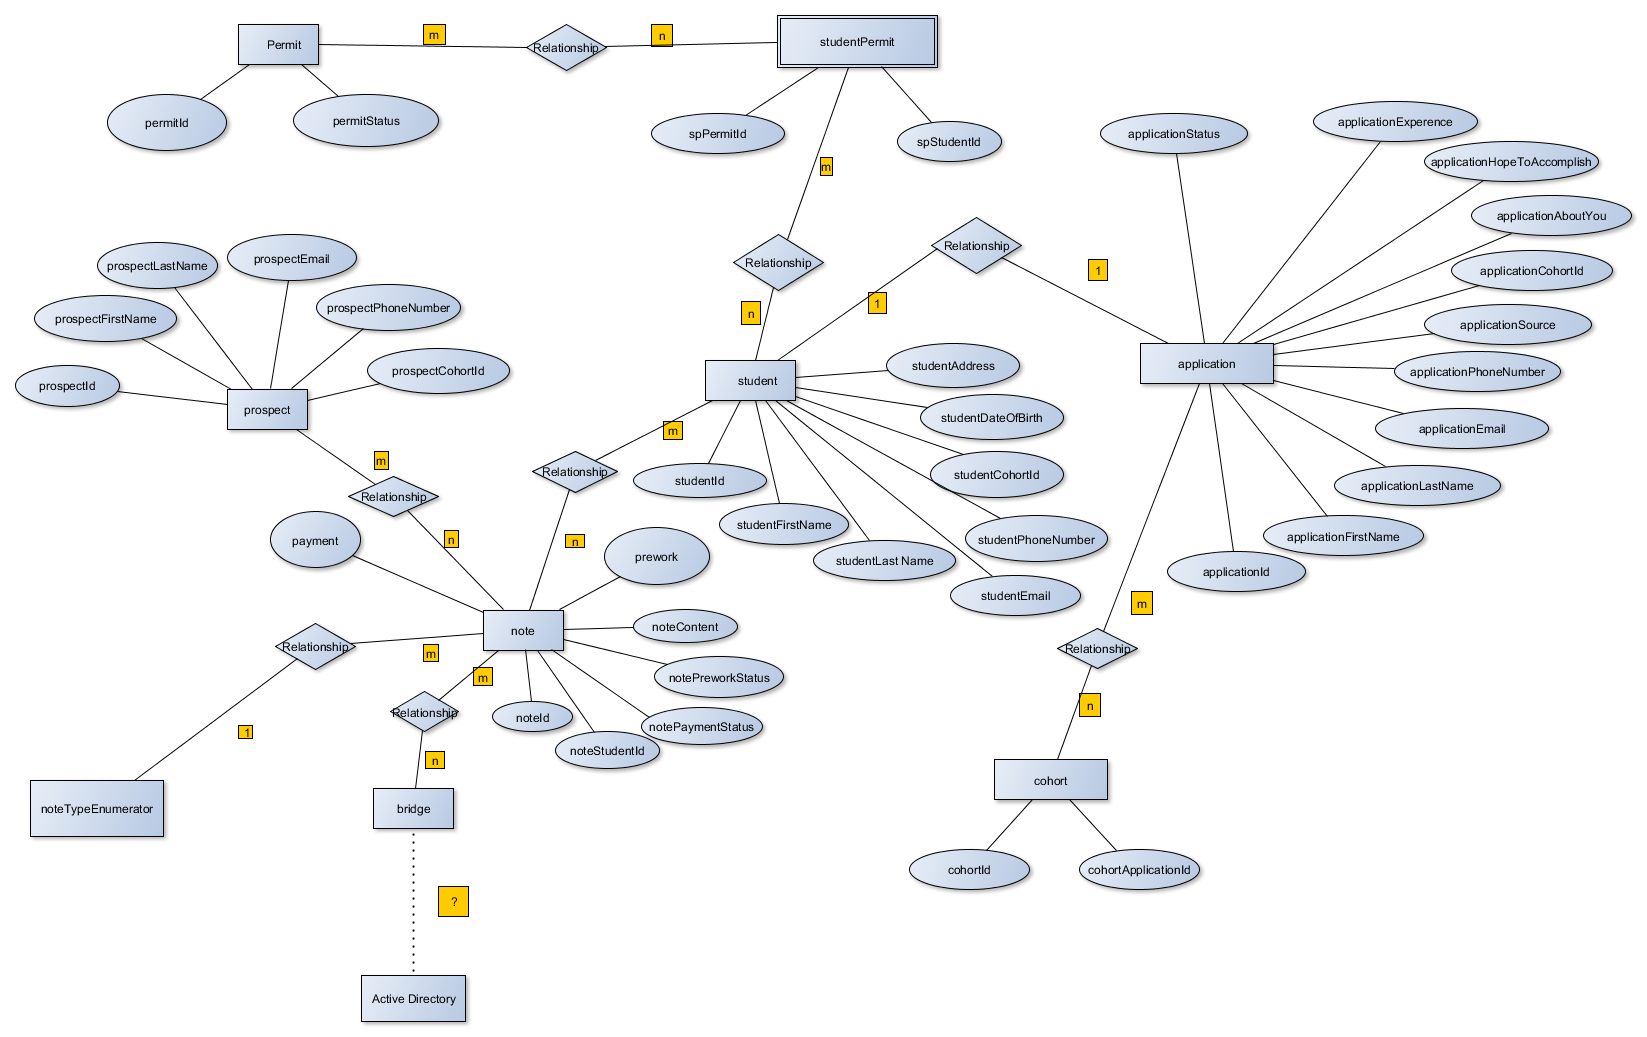 Permit
m
Relationship
n
studentPermit
permitId
permitStatus
spPermitId
spStudentId
m
Relationship
n
applicationStatus
applicationExperence
applicationHopeToAccomplish
applicationAboutYou
applicationCohortId
applicationSource
applicationPhoneNumber
applicationEmail
applicationLastName
applicationFirstName
applicationId
application
Relationship
1
1
prospectLastName
prospectEmail
prospectFirstName
prospectPhoneNumber
prospectId
prospectCohortId
prospect
m
Relationship
n
student
studentAddress
studentDateOfBirth
studentCohortId
studentPhoneNumber
studentEmail
studentLast Name
studentFirstName
studentId
m
Relationship
n
payment
prework
note
noteContent
notePreworkStatus
notePaymentStatus
noteStudentId
noteId
Relationship
m
1
noteTypeEnumerator
m
Relationship
n
bridge
?
Active Directory
m
Relationship
n
cohort
cohortId
cohortApplicationId